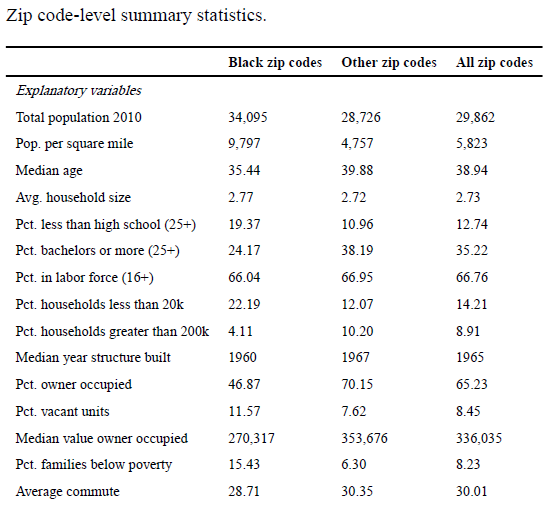 Zip code-level summary statistics.
Black zip codes Other zip codes All zip codes
Explanatory variables
Total population 2010 34,095 28,726 29,862
Pop. per square mile 9,797 4,757 5,823
Median age 35.44 39.88 38.94
Avg. household size 2.77 2.72 2.73
Pct. less than high school (25+) 19.37 10.96 12.74
Pct. bachelors or more (25+) 24.17 38.19 35.22
Pct. in labor force (16+) 66.04 66.95 66.76
Pct. households less than 20k 22.19 12.07 14.21
Pct. households greater than 200k 4.11 10.20 8.91
Median year structure built 1960 1967 1965
Pct. owner occupied 46.87 70.15 65.23
Pct. vacant units 11.57 7.62 8.45
Median value owner occupied 270,317 353,676 336,035
Pct. families below poverty 15.43 6.30 8.23
Average commute 28.71 30.35 30.01